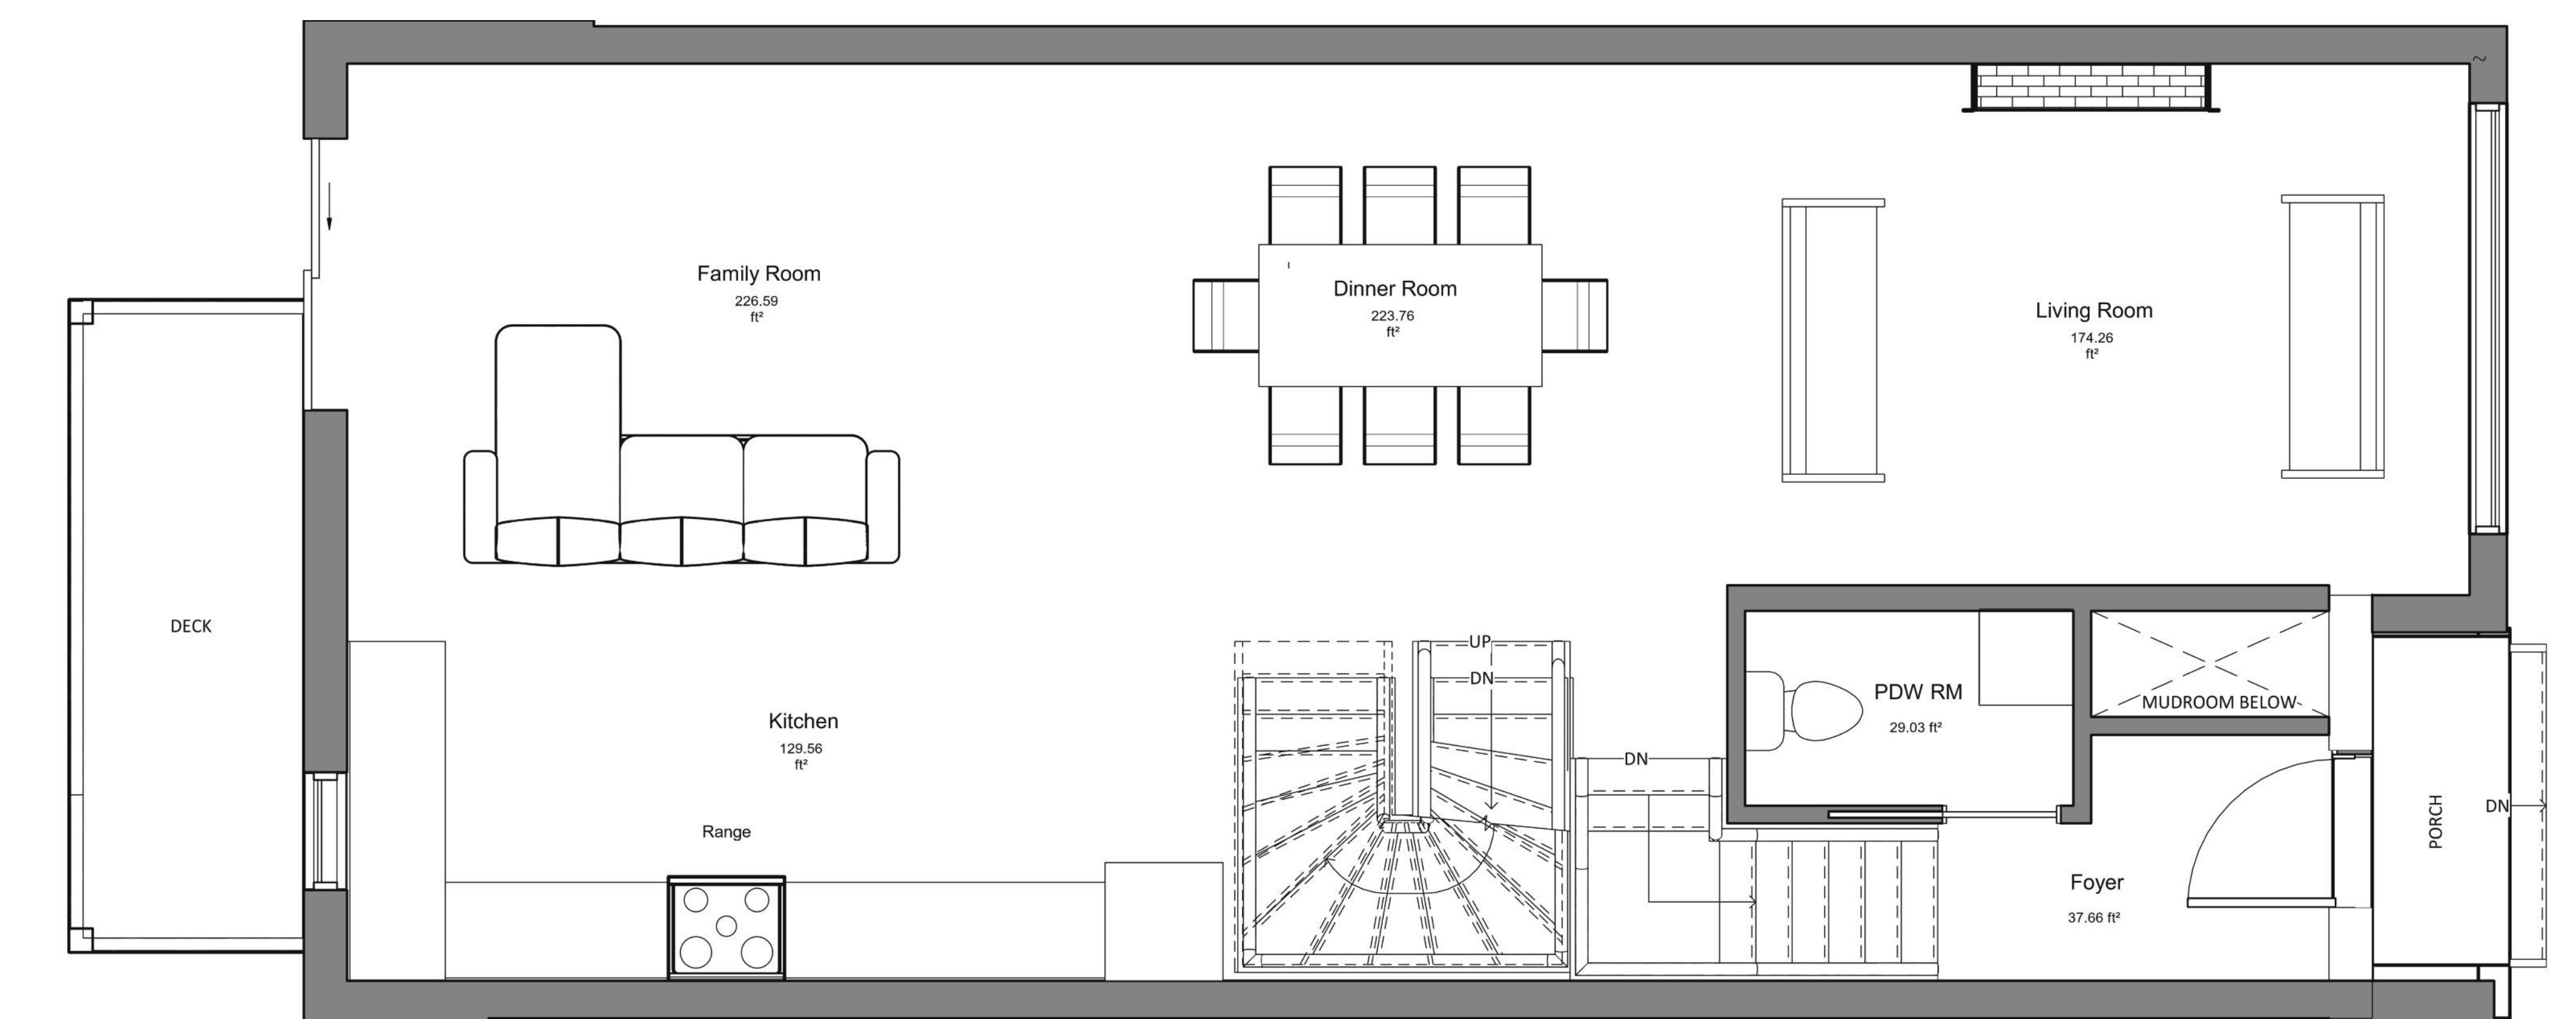 Family Room
226.59
ft²
Dinner Room
223.76
ft²
Living Room
174.26
ft²
DECK
UP
DN
Kitchen
129.56
ft²
PDW RM
29.03 ft²
MUDROOM BELOW
DN
Range
PORCH
DN
Foyer
37.66 ft²